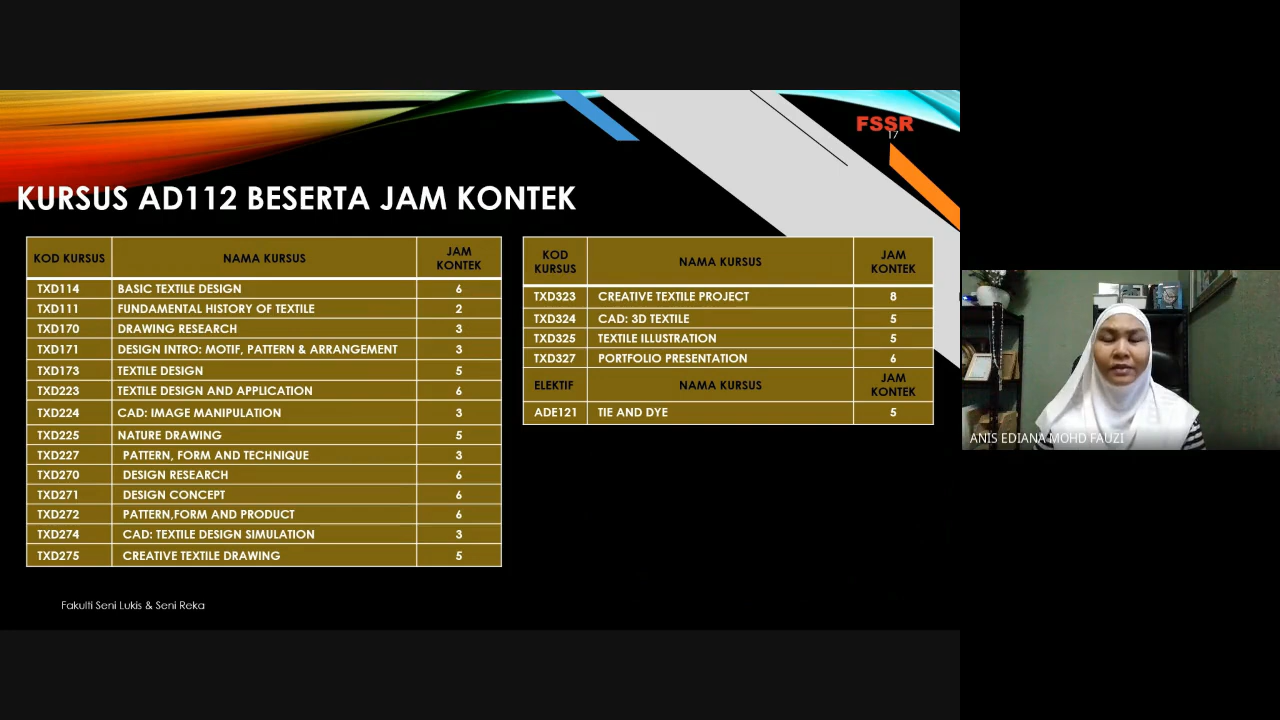 FSSR
17
KURSUS AD112 BESERTA JAM KONTEK
KOD KURSUS NAMA KURSUS JAM KONTEK
TXD114 BASIC TEXTILE DESIGN 6
TXD111 FUNDAMENTAL HISTORY OF TEXTILE 2
TXD170 DRAWING RESEARCH 3
TXD171 DESIGN INTRO: MOTIF, PATTERN & ARRANGEMENT 3
TXD173 TEXTILE DESIGN 5
TXD223 TEXTILE DESIGN AND APPLICATION 6
TXD224 CAD: IMAGE MANIPULATION 3
TXD225 NATURE DRAWING 5
TXD227 PATTERN, FORM AND TECHNIQUE 3
TXD270 DESIGN RESEARCH 6
TXD271 DESIGN CONCEPT 6
TXD272 PATTERN,FORM AND PRODUCT 6
TXD274 CAD: TEXTILE DESIGN SIMULATION 3
TXD275 CREATIVE TEXTILE DRAWING 5
KOD KURSUS NAMA KURSUS JAM KONTEK
TXD323 CREATIVE TEXTILE PROJECT 8
TXD324 CAD: 3D TEXTILE 5
TXD325 TEXTILE ILLUSTRATION 5
TXD327 PORTFOLIO PRESENTATION 6
ELEKTIF NAMA KURSUS JAM KONTEK
ADE121 TIE AND DYE 5
Fakulti Seni Lukis & Seni Reka
ANIS EDIANA MOHD FAUZI